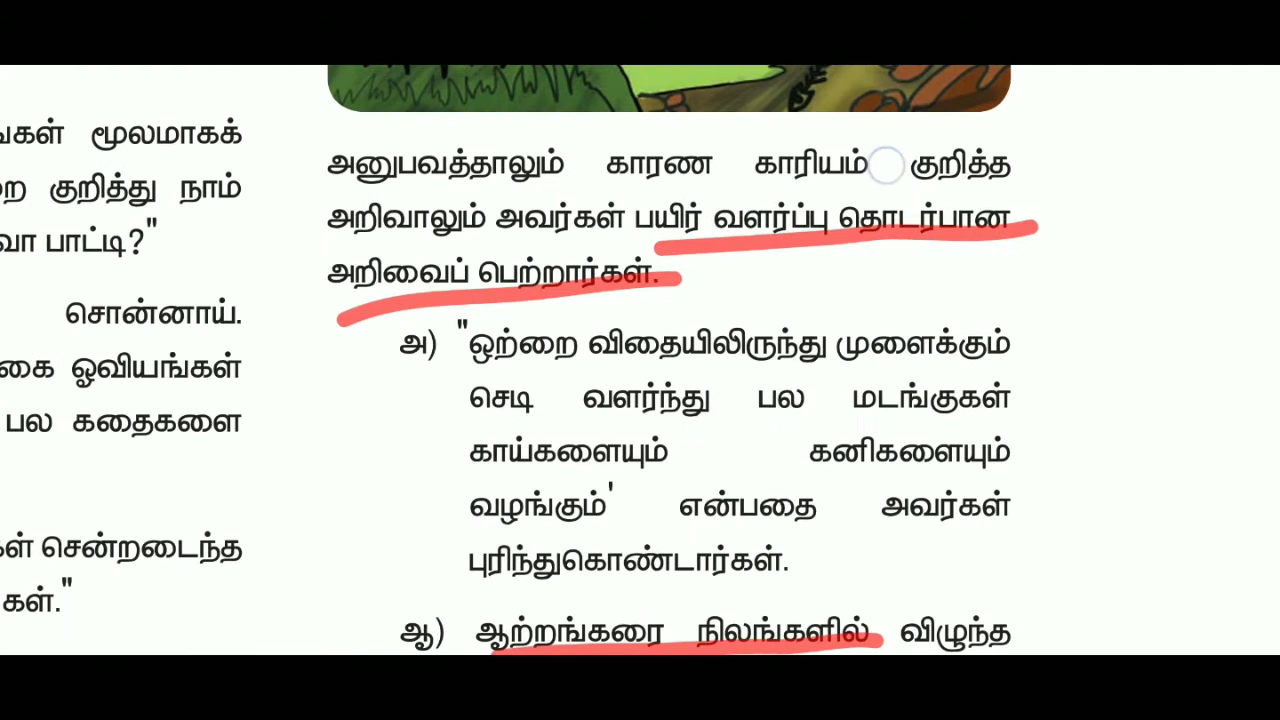 மூலமாகக்
குறித்து நாம்
பாட்டி?"
சொன்னாய்.
ஓவியங்கள்
பல கதைகளை
சென்றடைந்த
அனுபவத்தாலும் காரண காரியம் குறித்த
அறிவாலும் அவர்கள் பயிர் வளர்ப்பு தொடர்பான
அறிவைப் பெற்றார்கள்.
அ) "ஒற்றை விதையிலிருந்து முளைக்கும்
செடி வளர்ந்து பல மடங்குகள்
காய்களையும் கனிகளையும்
வழங்கும்' என்பதை அவர்கள்
புரிந்துகொண்டார்கள்.
ஆ) ஆற்றங்கரை நிலங்களில் விழுந்த